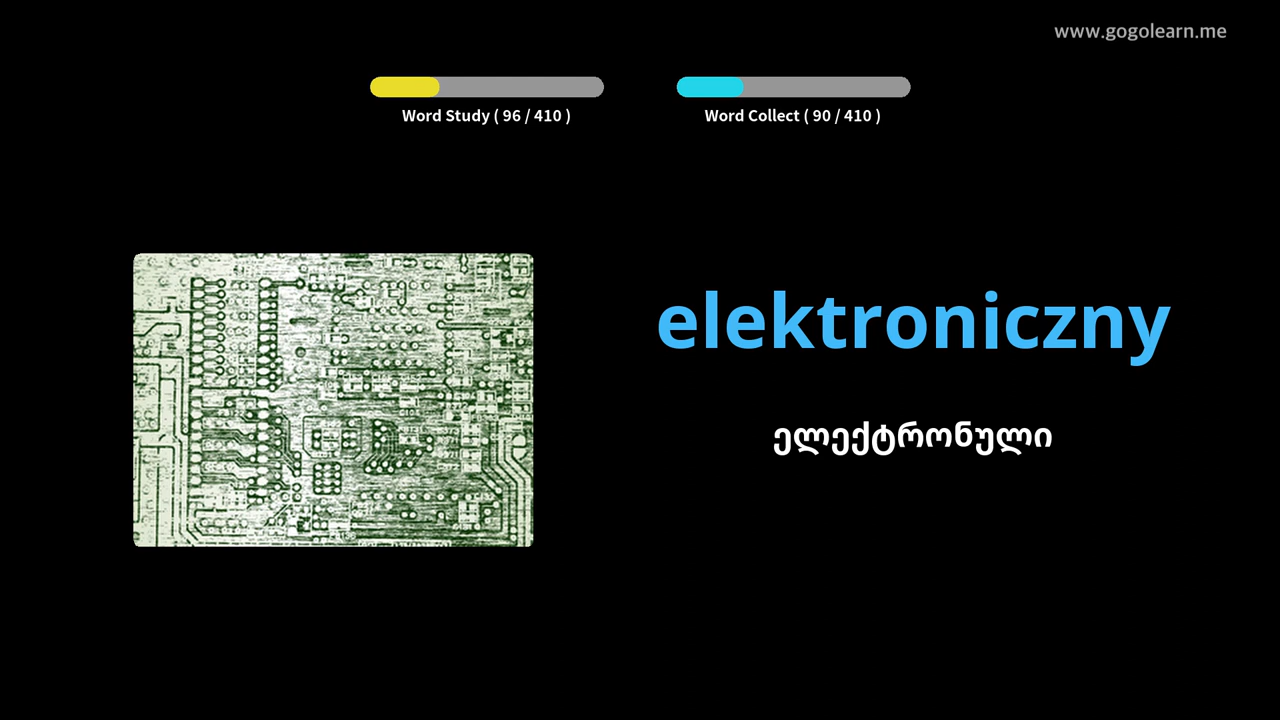 www.gogolearn.me
Word Study ( 96 / 410 )
Word Collect ( 90 / 410 )
elektroniczny
ელექტრონული